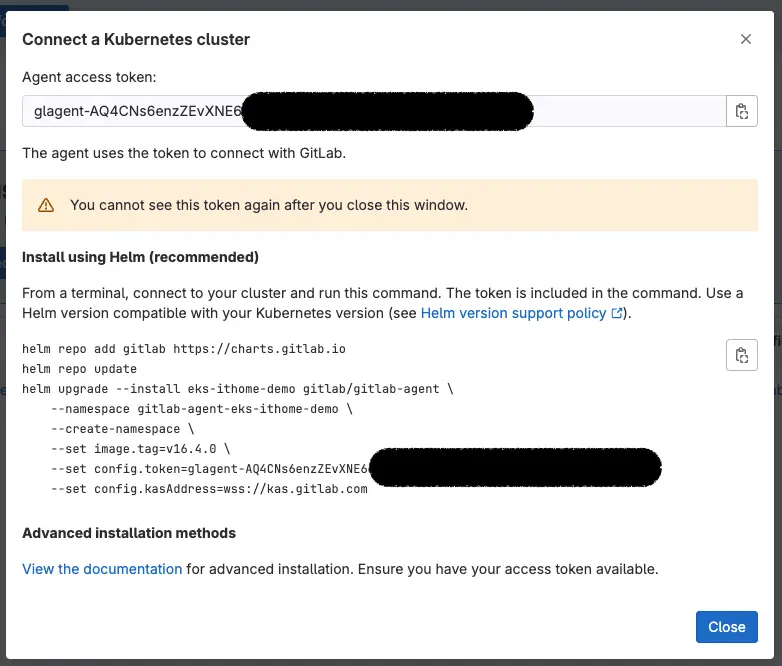 Connect a Kubernetes cluster
Agent access token:
glagent-AQ4CNs6enzZEvXNE6
The agent uses the token to connect with GitLab.
You cannot see this token again after you close this window.
Install using Helm (recommended)
From a terminal, connect to your cluster and run this command. The token is included in the command. Use a
Helm version compatible with your Kubernetes version (see Helm version support policy).
helm repo add gitlab https://charts.gitlab.io
helm repo update
helm upgrade --install eks-ithome-demo gitlab/gitlab-agent \
    --namespace gitlab-agent-eks-ithome-demo \
    --create-namespace \
    --set image.tag=v16.4.0 \
    --set config.token=glagent-AQ4CNs6enzZEvXNE6
    --set config.kasAddress=wss://kas.gitlab.com
Advanced installation methods
View the documentation for advanced installation. Ensure you have your access token available.
Close